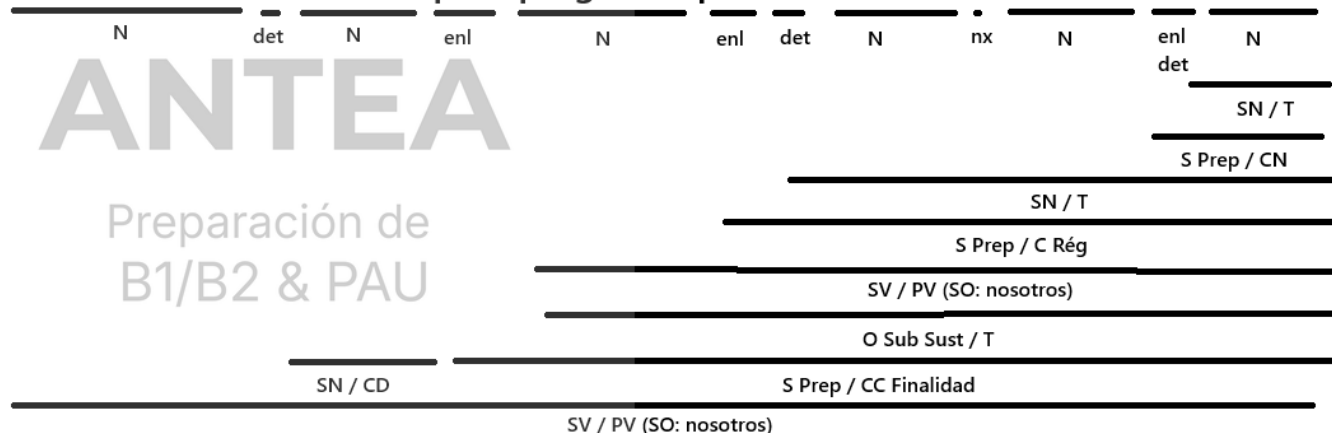 N det N enl N enl det N nx N enl N
det
ANTEA
SN / T
S Prep / CN
Preparación de
SN / T
S Prep / C Rég
B1/B2 & PAU
SV / PV (SO: nosotros)
O Sub Sust / T
SN / CD S Prep / CC Finalidad
SV / PV (SO: nosotros)